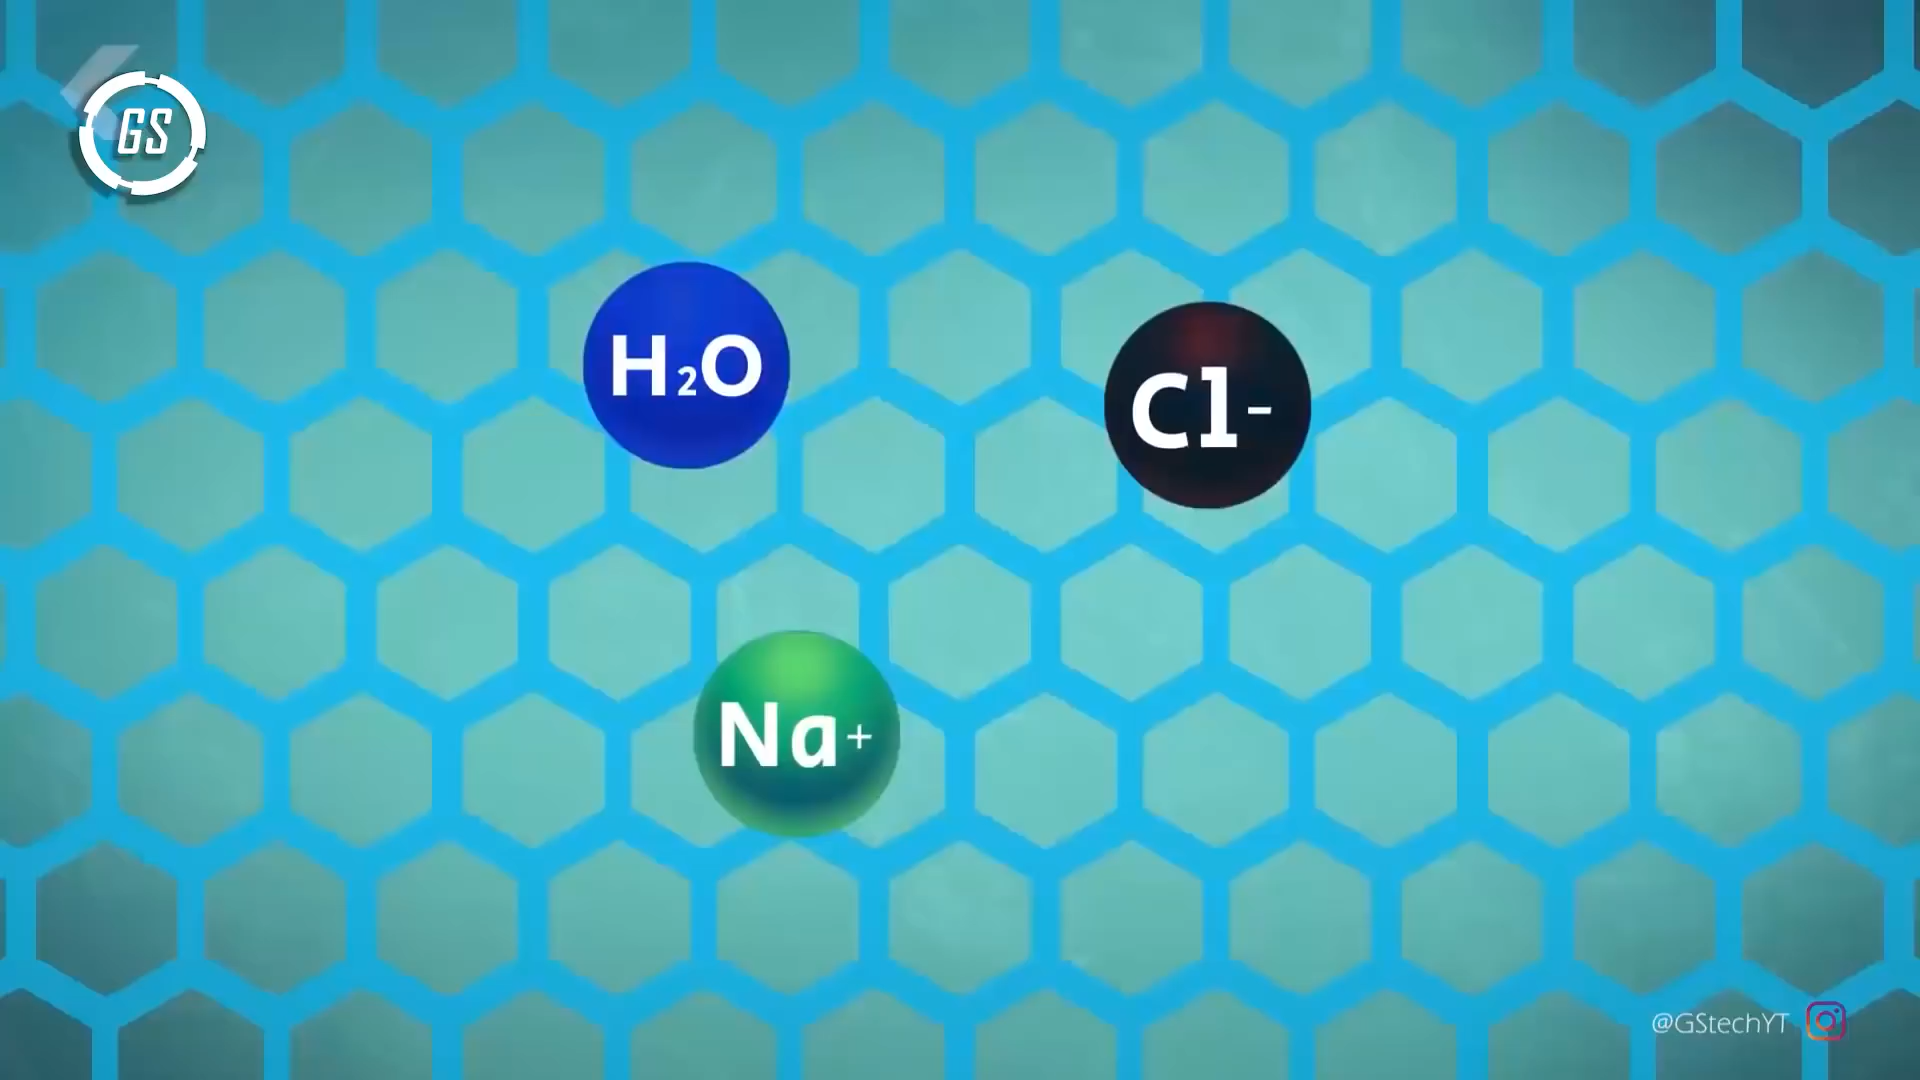 GS
H₂O
Cl-
Na+
@GStechYT